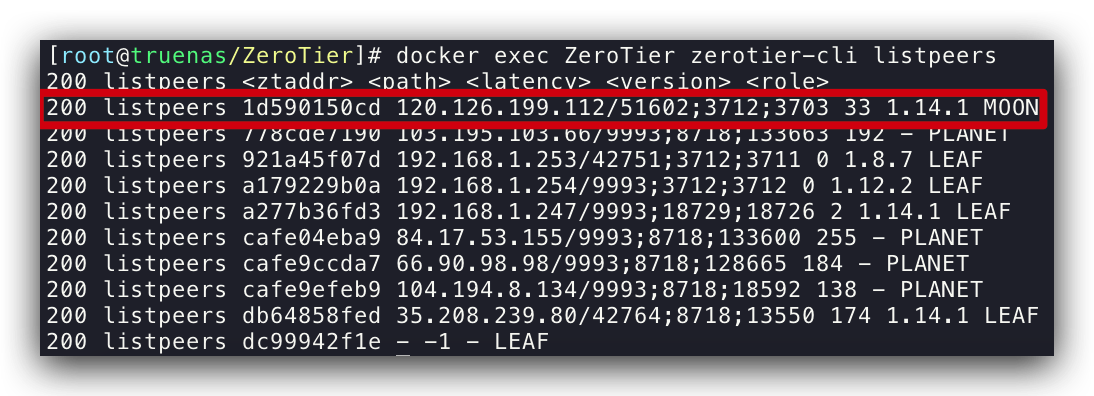 [root@truenas/ZeroTier]# docker exec ZeroTier zerotier-cli listpeers
200 listpeers <ztaddr> <path> <latency> <version> <role>
200 listpeers 1d590150cd 120.126.199.112/51602;3712;3703 33 1.14.1 MOON
200 listpeers 778cde7190 103.195.103.66/9993;8718;133663 192 - PLANET
200 listpeers 921a45f07d 192.168.1.253/42751;3712;3711 0 1.8.7 LEAF
200 listpeers a179229b0a 192.168.1.254/9993;3712;3712 0 1.12.2 LEAF
200 listpeers a277b36fd3 192.168.1.247/9993;18729;18726 2 1.14.1 LEAF
200 listpeers cafe04eba9 84.17.53.155/9993;8718;133600 255 - PLANET
200 listpeers cafe9ccda7 66.90.98.98/9993;8718;128665 184 - PLANET
200 listpeers cafe9efeb9 104.194.8.134/9993;8718;18592 138 - PLANET
200 listpeers db64858fed 35.208.239.80/42764;8718;13550 174 1.14.1 LEAF
200 listpeers dc99942f1e - -1 - LEAF